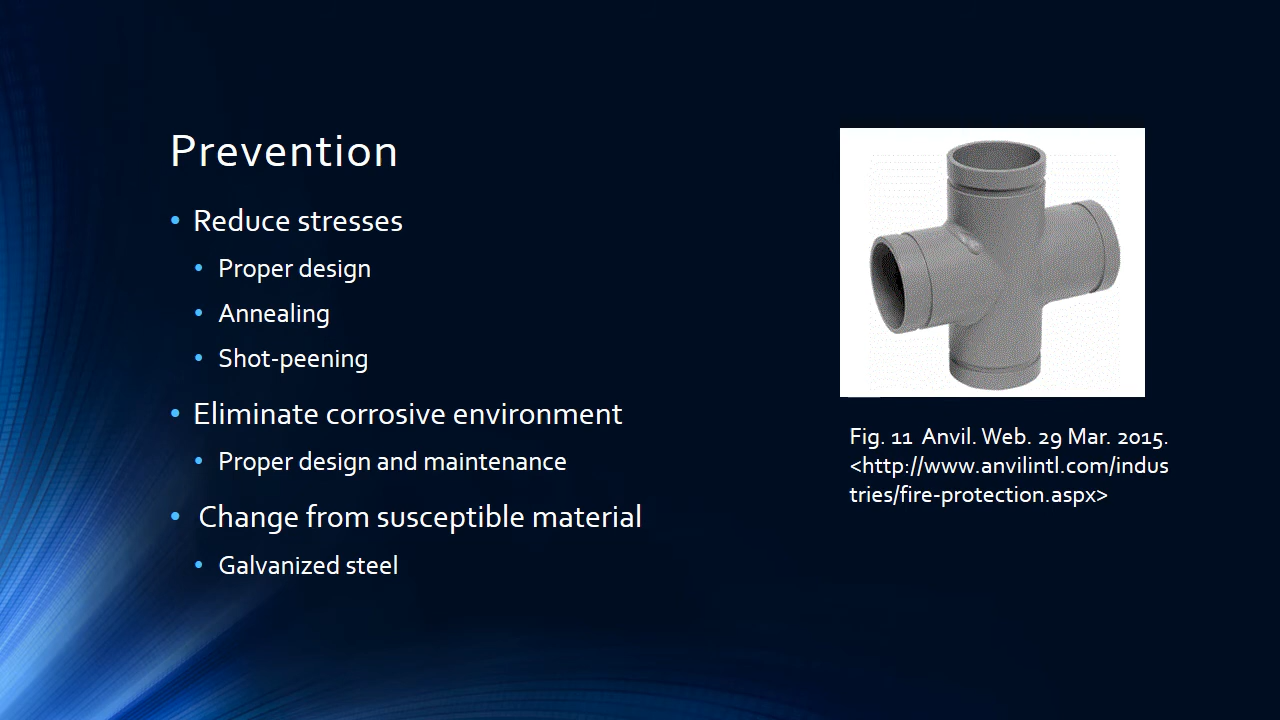 Prevention
• Reduce stresses
• Proper design
• Annealing
• Shot-peening
• Eliminate corrosive environment
• Proper design and maintenance
• Change from susceptible material
• Galvanized steel
Fig. 11  Anvil. Web. 29 Mar. 2015.
<http://www.anvilintl.com/indus
tries/fire-protection.aspx>